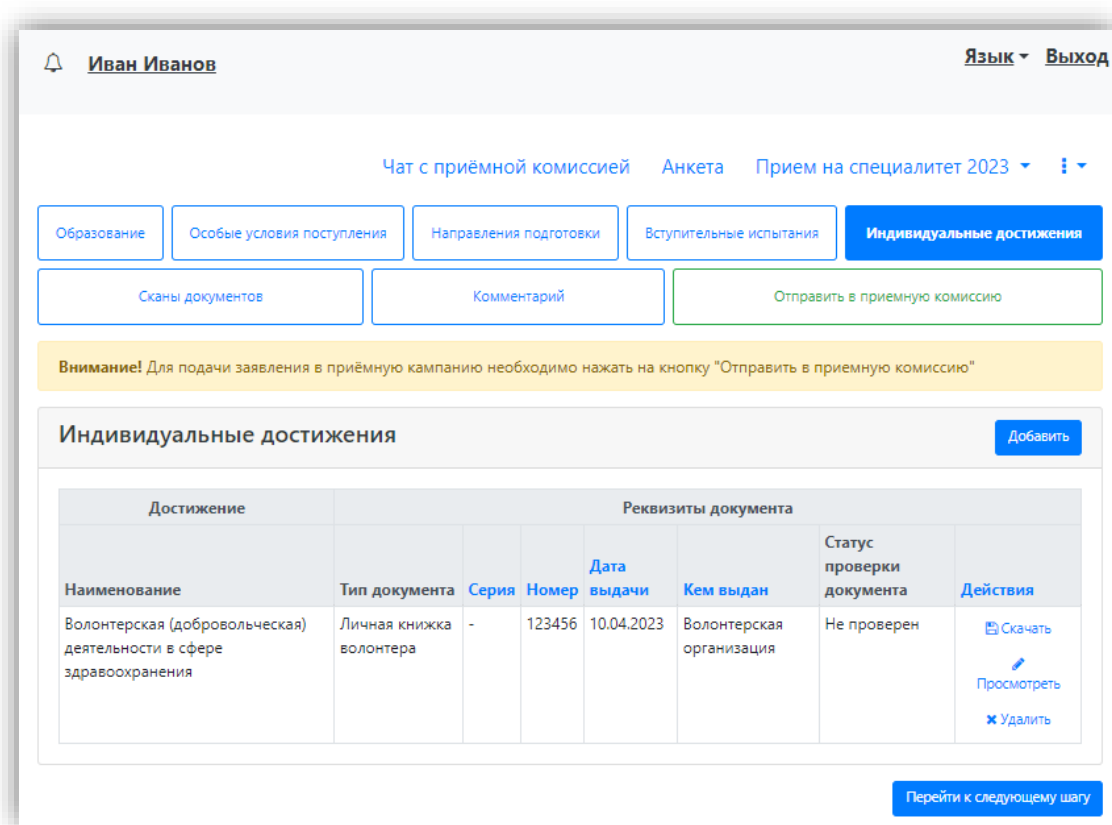 Иван Иванов
Язык Выход
Чат с приёмной комиссией Анкета Прием на специалитет 2023
Образование Особые условия поступления Направления подготовки Вступительные испытания Индивидуальные достижения
Сканы документов Комментарий Отправить в приемную комиссию
Внимание! Для подачи заявления в приёмную кампанию необходимо нажать на кнопку "Отправить в приемную комиссию"
Индивидуальные достижения Добавить
Достижение Реквизиты документа
Наименование
Тип документа
Серия
Номер
Дата
выдачи
Кем выдан
Статус
проверки
документа
Действия
Волонтерская (добровольческая)
деятельности в сфере
здравоохранения
Личная книжка
волонтера
-
123456
10.04.2023
Волонтерская
организация
Не проверен
Скачать
Просмотреть
Удалить
Перейти к следующему шагу